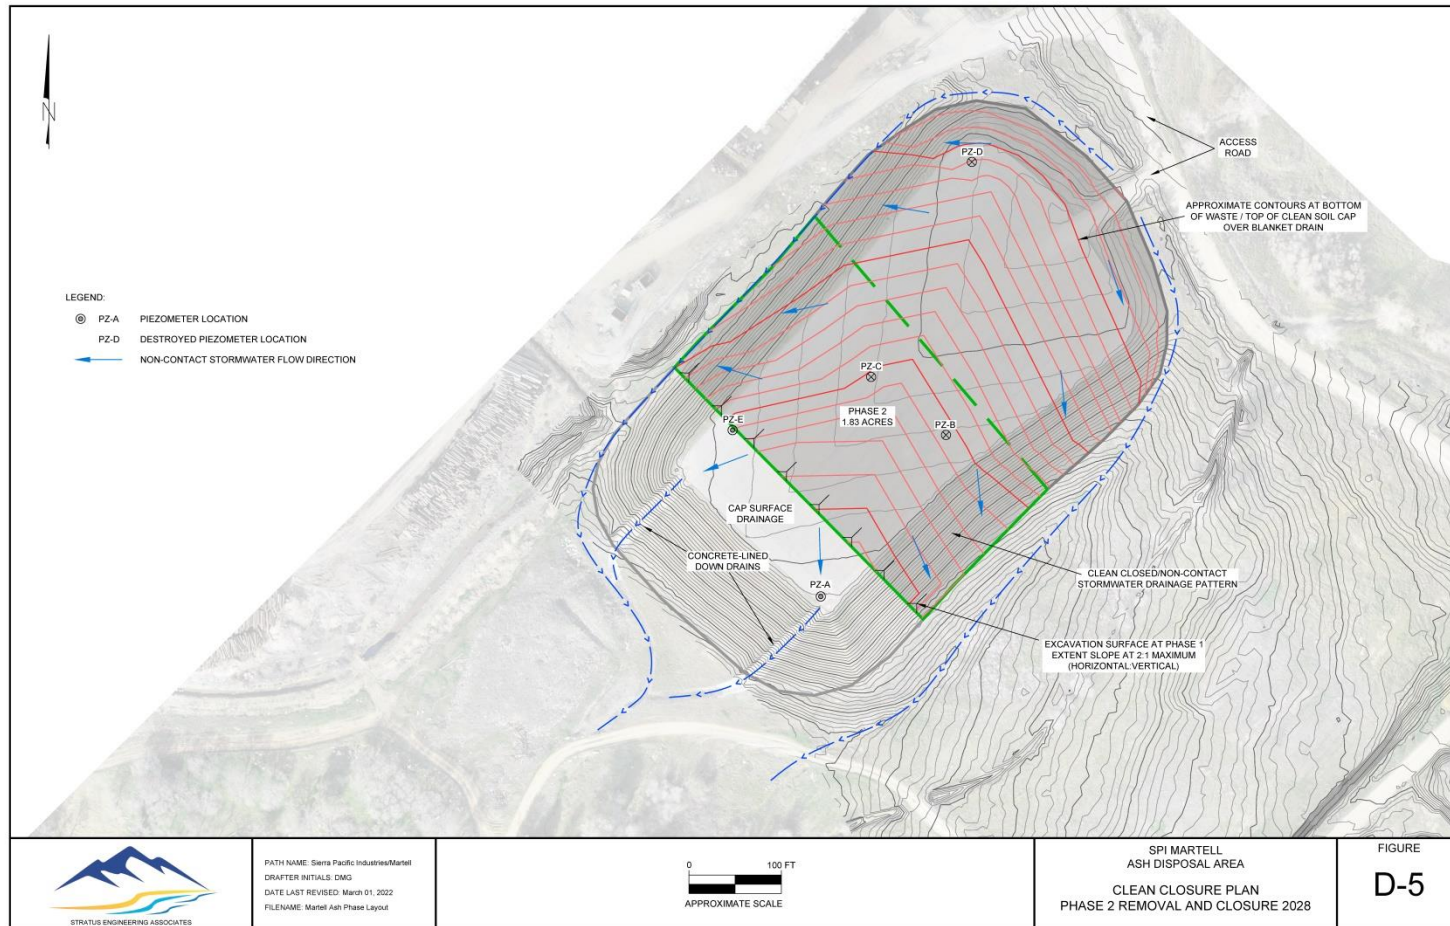 N
ACCESS
ROAD
PZ-D
APPROXIMATE CONTOURS AT BOTTOM
OF WASTE / TOP OF CLEAN SOIL CAP
OVER BLANKET DRAIN
LEGEND:
PZ-A PIEZOMETER LOCATION
PZ-D DESTROYED PIEZOMETER LOCATION
NON-CONTACT STORMWATER FLOW DIRECTION
PZ-C
PHASE 2
1.83 ACRES
PZ-E
PZ-B
CAP SURFACE
DRAINAGE
CONCRETE-LINED
DOWN DRAINS
PZ-A
CLEAN CLOSED/NON-CONTACT
STORMWATER DRAINAGE PATTERN
EXCAVATION SURFACE AT PHASE 1
EXTENT SLOPE AT 2:1 MAXIMUM
(HORIZONTAL:VERTICAL)
STRATUS ENGINEERING ASSOCIATES
PATH NAME: Sierra Pacific Industries/Martell
DRAFTER INITIALS: DMG
DATE LAST REVISED: March 01, 2022
FILENAME: Martell Ash Phase Layout
0 100 FT
APPROXIMATE SCALE
SPI MARTELL
ASH DISPOSAL AREA
CLEAN CLOSURE PLAN
PHASE 2 REMOVAL AND CLOSURE 2028
FIGURE
D-5